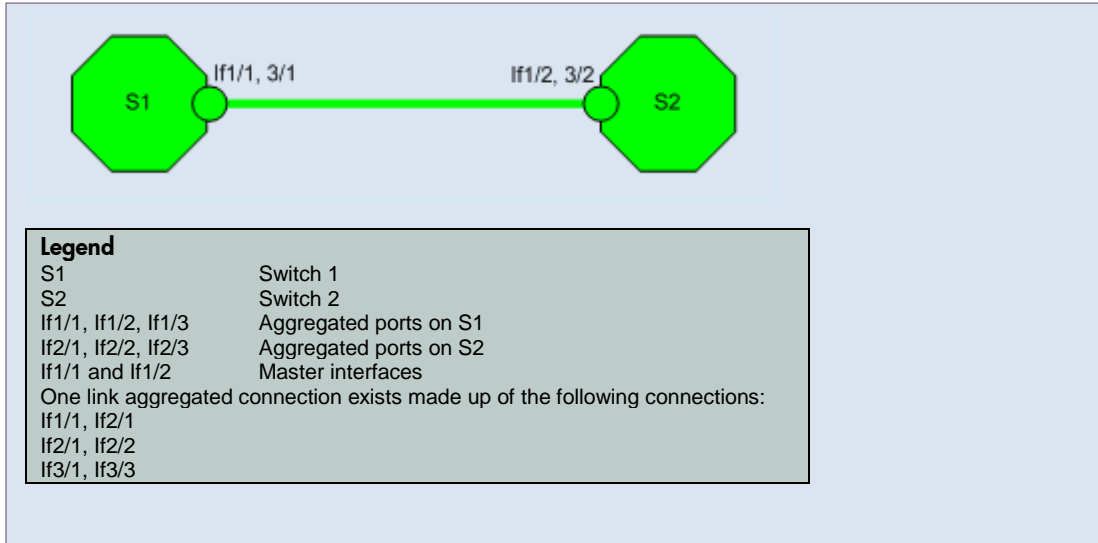 If1/1, 3/1
If1/2, 3/2
S1
S2
Legend
S1 Switch 1
S2 Switch 2
If1/1, If1/2, If1/3 Aggregated ports on S1
If2/1, If2/2, If2/3 Aggregated ports on S2
If1/1 and If1/2 Master interfaces
One link aggregated connection exists made up of the following connections:
If1/1, If2/1
If2/1, If2/2
If3/1, If3/3